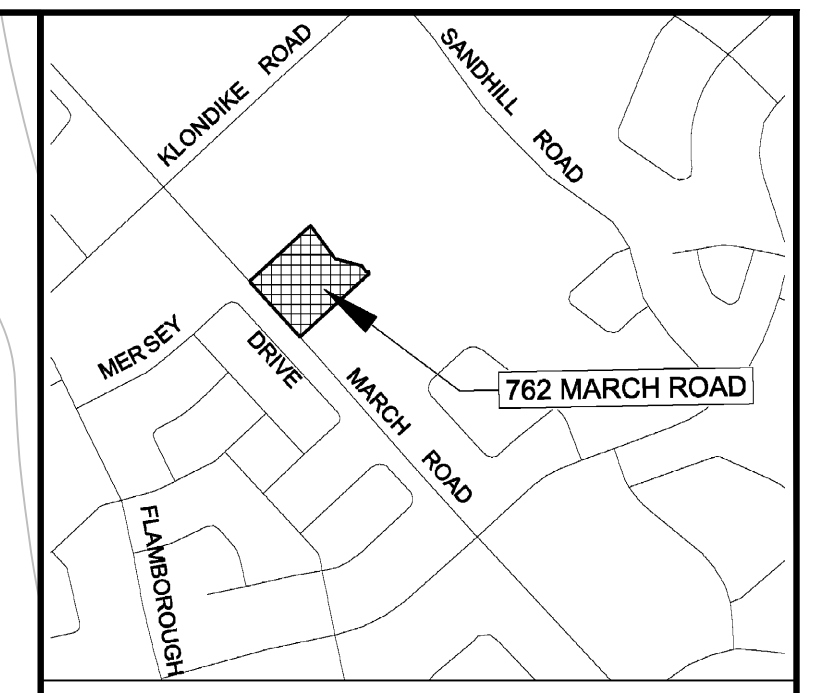 KLONDIKE ROAD
SANDHILL ROAD
MERSEY DRIVE
MARCH ROAD
762 MARCH ROAD
FLAMBOROUGH